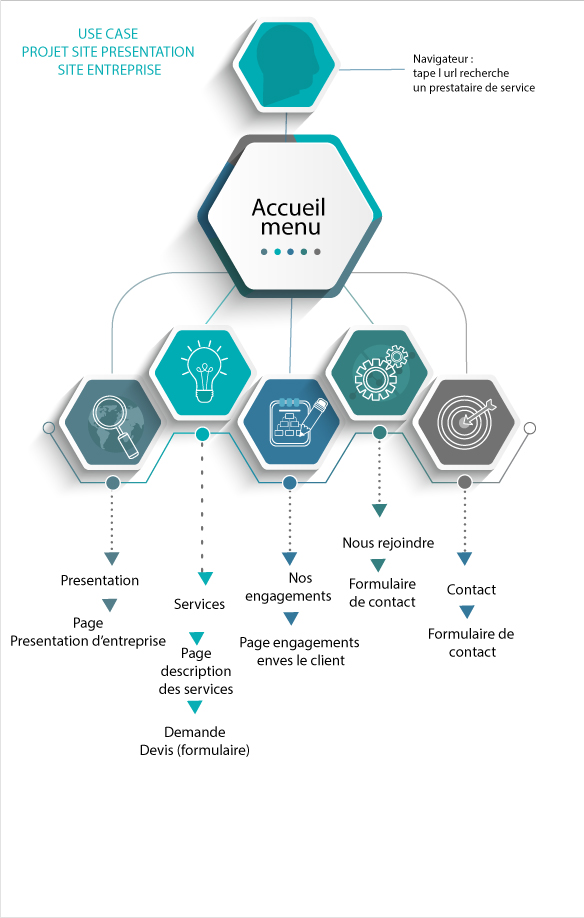 USE CASE
PROJET SITE PRESENTATION
SITE ENTREPRISE
Navigateur :
tape l url recherche
un prestataire de service
Accueil
menu
Presentation
Page
Presentation d'entreprise
Services
Page
description
des services
Demande
Devis (formulaire)
Nos
engagements
Page engagements
enves le client
Nous rejoindre
Formulaire
de contact
Contact
Formulaire de
contact